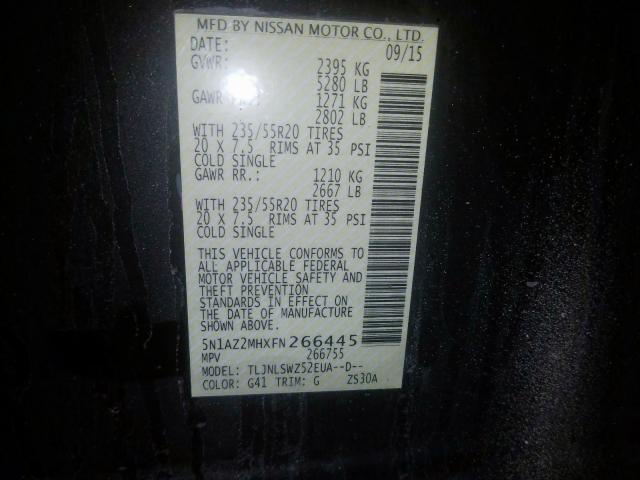 MFD BY NISSAN MOTOR CO., LTD.
DATE: 09/15
GVWR: 2395 KG
5280 LB
GAWR FR.: 1271 KG
2802 LB
WITH 235/55R20 TIRES
20 X 7.5 RIMS AT 35 PSI
COLD SINGLE
GAWR RR.: 1210 KG
2667 LB
WITH 235/55R20 TIRES
20 X 7.5 RIMS AT 35 PSI
COLD SINGLE
THIS VEHICLE CONFORMS TO
ALL APPLICABLE FEDERAL
MOTOR VEHICLE SAFETY AND
THEFT PREVENTION
STANDARDS IN EFFECT ON
THE DATE OF MANUFACTURE
SHOWN ABOVE.
5N1AZ2MHXFN266445
MPV 266755
MODEL: TLJNLSWZ52EUA--D--
COLOR: G41 TRIM: G ZS30A